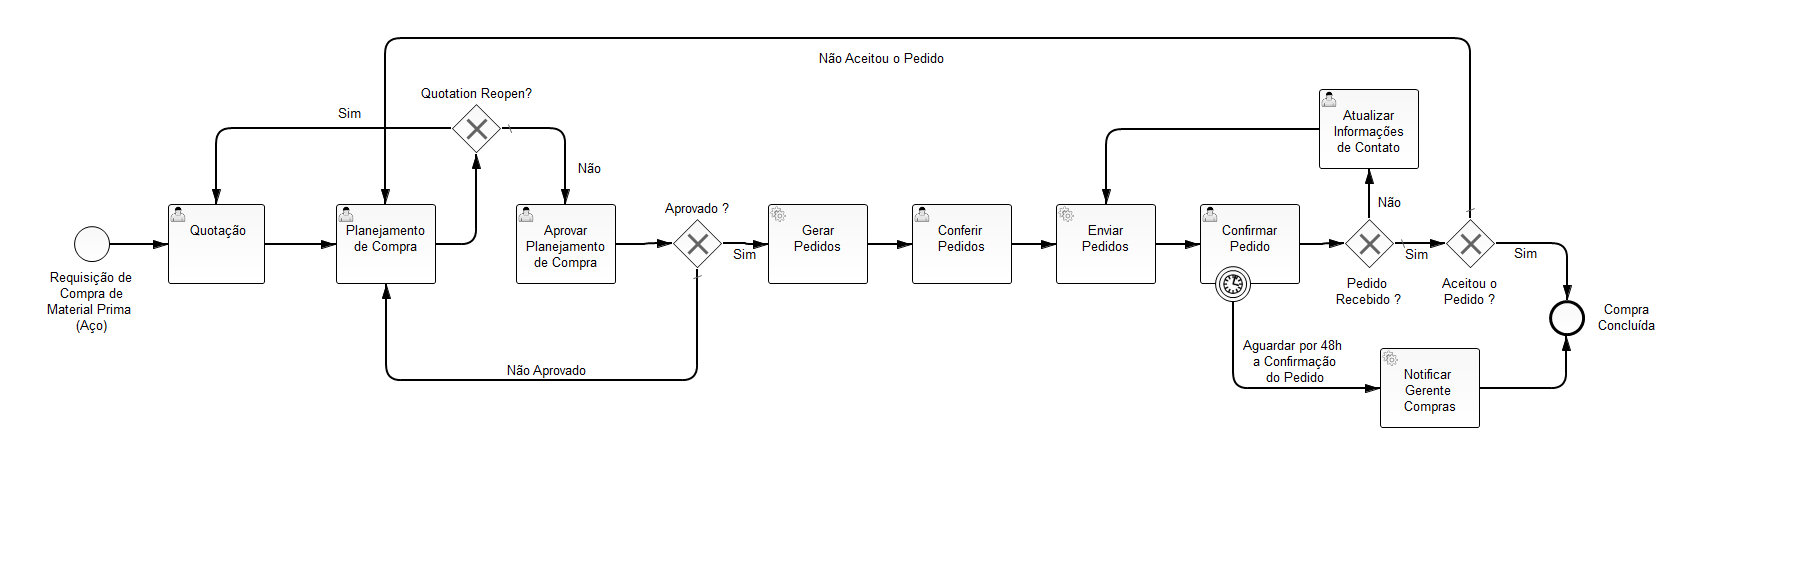 Não Aceitou o Pedido
Quotation Reopen?
Sim
Não
Requisição de
Compra de
Material Prima
(Aço)
Quotação
Planejamento
de Compra
Aprovar
Planejamento
de Compra
Aprovado ?
Sim
Não Aprovado
Gerar
Pedidos
Conferir
Pedidos
Enviar
Pedidos
Confirmar
Pedido
Atualizar
Informações
de Contato
Não
Pedido
Recebido ?
Sim
Aceitou o
Pedido ?
Sim
Aguardar por 48h
a Confirmação
do Pedido
Notificar
Gerente
Compras
Compra
Concluída